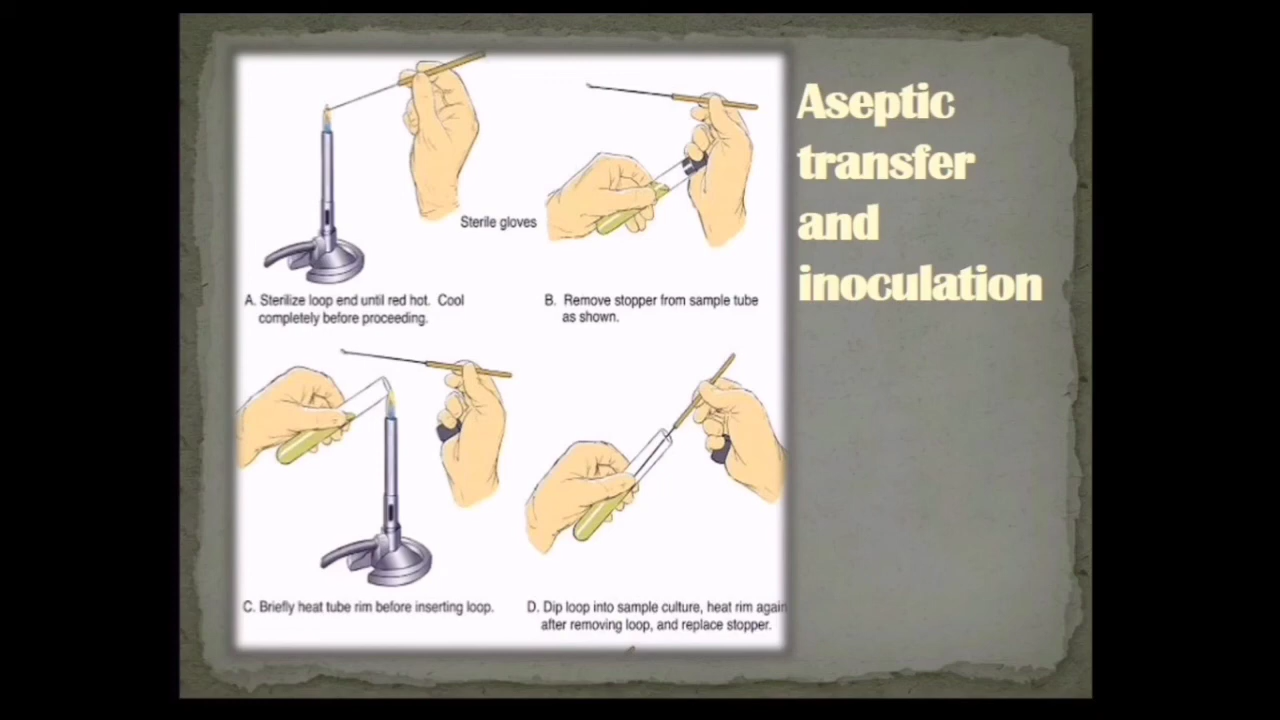 Aseptic
transfer
and
inoculation
Sterile gloves
A. Sterilize loop end until red hot. Cool
completely before proceeding.
B. Remove stopper from sample tube
as shown.
C. Briefly heat tube rim before inserting loop.
D. Dip loop into sample culture, heat rim again
after removing loop, and replace stopper.